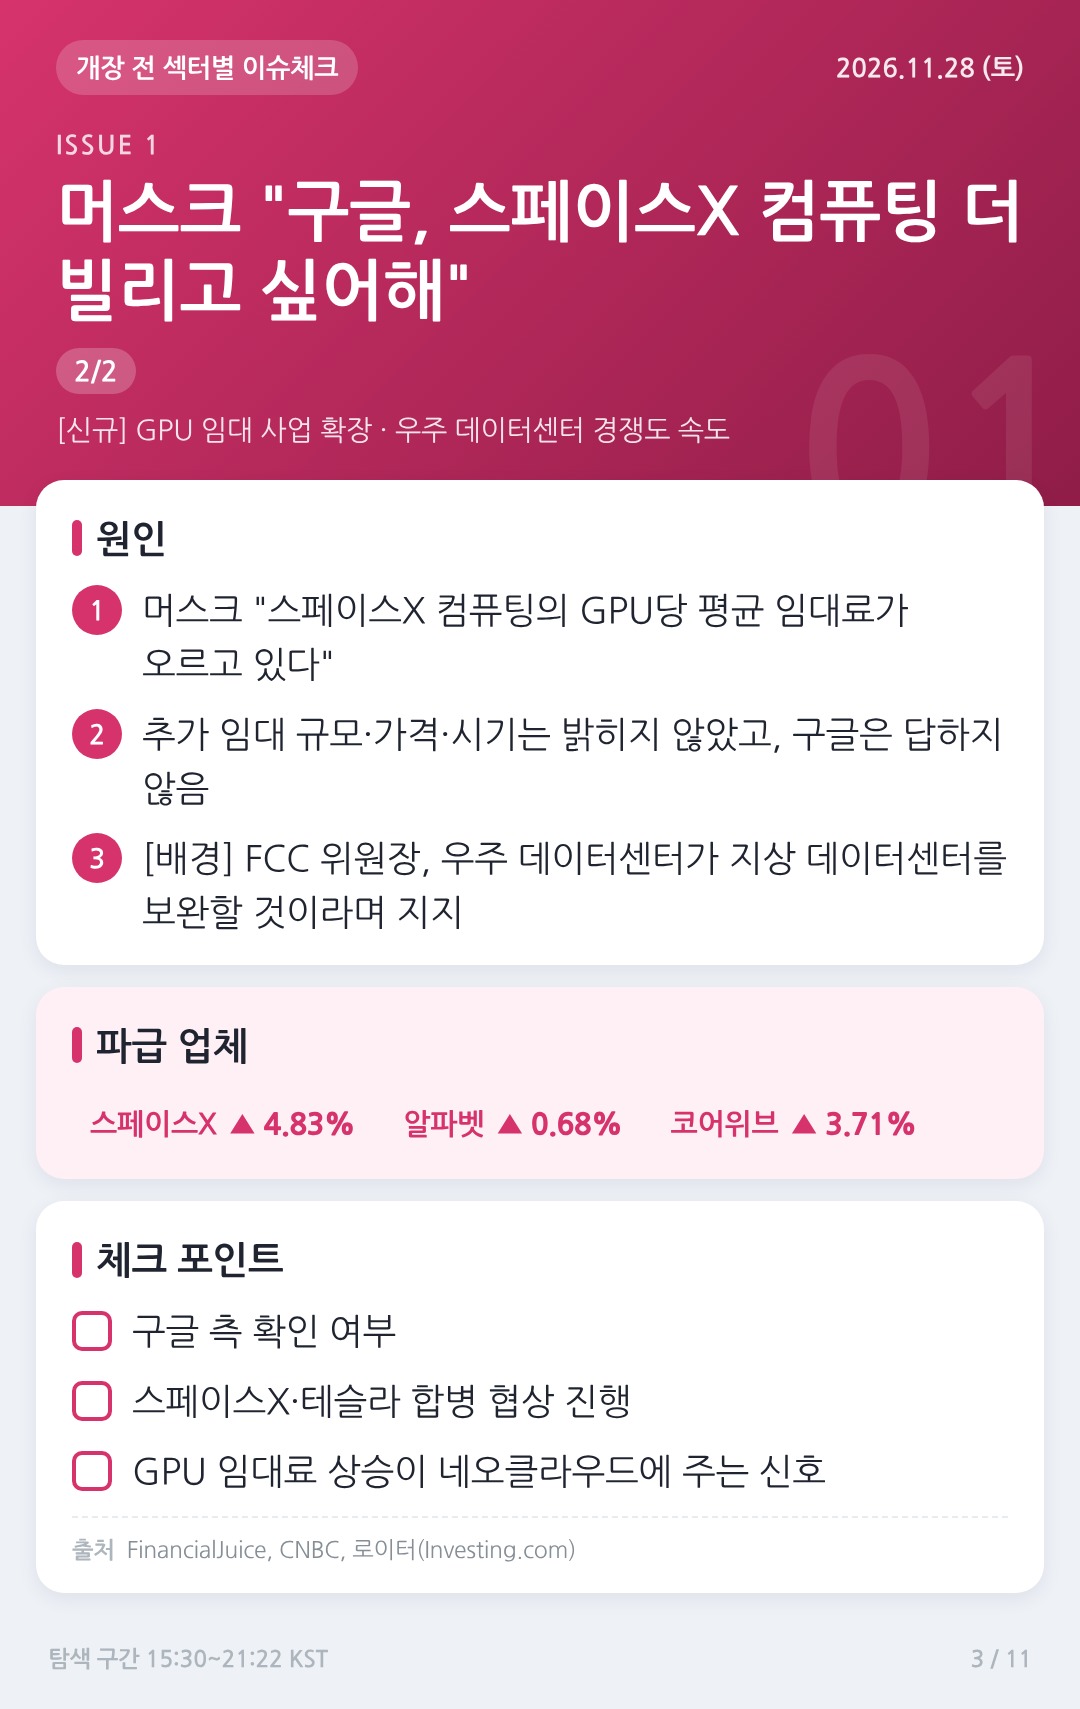 개장 전 섹터별 이슈체크
2026.11.28 (토)
ISSUE 1
머스크 "구글, 스페이스X 컴퓨팅 더
빌리고 싶어해"
2/2
[신규] GPU 임대 사업 확장 · 우주 데이터센터 경쟁도 속도
01
원인
1 머스크 "스페이스X 컴퓨팅의 GPU당 평균 임대료가
오르고 있다"
2 추가 임대 규모·가격·시기는 밝히지 않았고, 구글은 답하지
않음
3 [배경] FCC 위원장, 우주 데이터센터가 지상 데이터센터를
보완할 것이라며 지지
파급 업체
스페이스X ▲ 4.83% 알파벳 ▲ 0.68% 코어위브 ▲ 3.71%
체크 포인트
구글 측 확인 여부
스페이스X·테슬라 합병 협상 진행
GPU 임대료 상승이 네오클라우드에 주는 신호
출처 FinancialJuice, CNBC, 로이터(Investing.com)
탐색 구간 15:30~21:22 KST
3 / 11